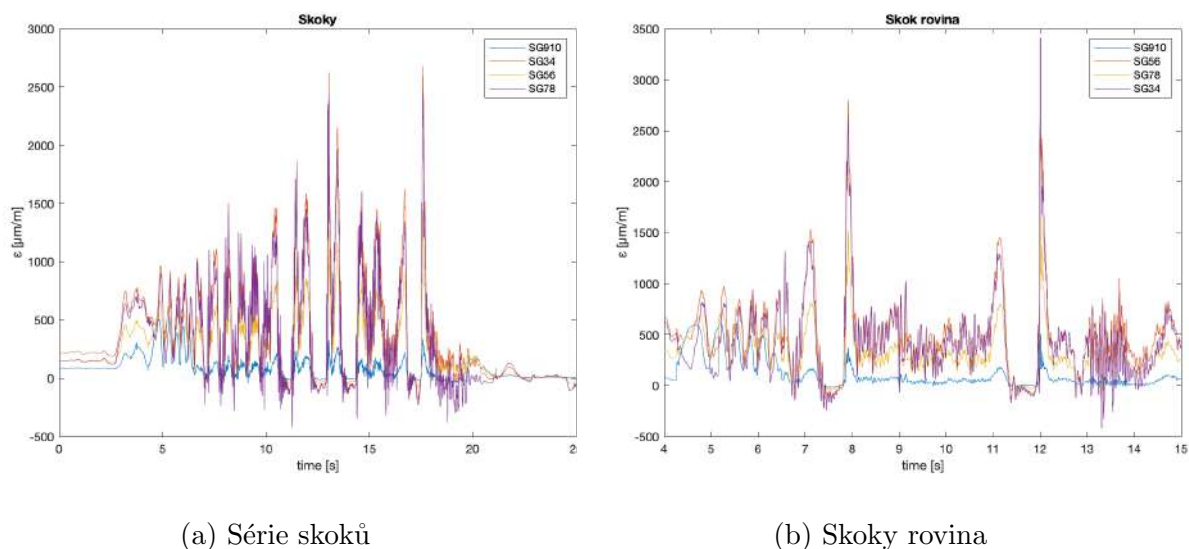 Skoky
3000
2500
2000
1500
1000
500
0
-500
ε [µm/m]
0 5 10 15 20 25
time [s]
SG910
SG34
SG56
SG78
(a) Série skoků
Skok rovina
3500
3000
2500
2000
1500
1000
500
0
-500
ε [µm/m]
4 5 6 7 8 9 10 11 12 13 14 15
time [s]
SG910
SG56
SG78
SG34
(b) Skoky rovina